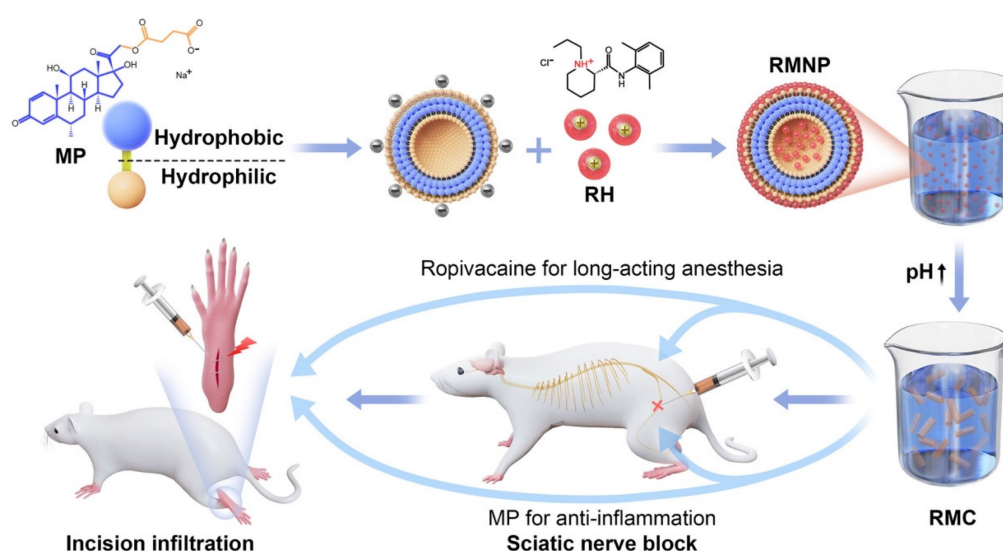 MP
Hydrophobic
Hydrophilic
O
O
O
O
O⁻
Na⁺
HO
OH
H
H
H
O
Cl⁻
NH⁺
O
N
H
RH
RMNP
pH↑
RMC
Ropivacaine for long-acting anesthesia
MP for anti-inflammation
Sciatic nerve block
Incision infiltration